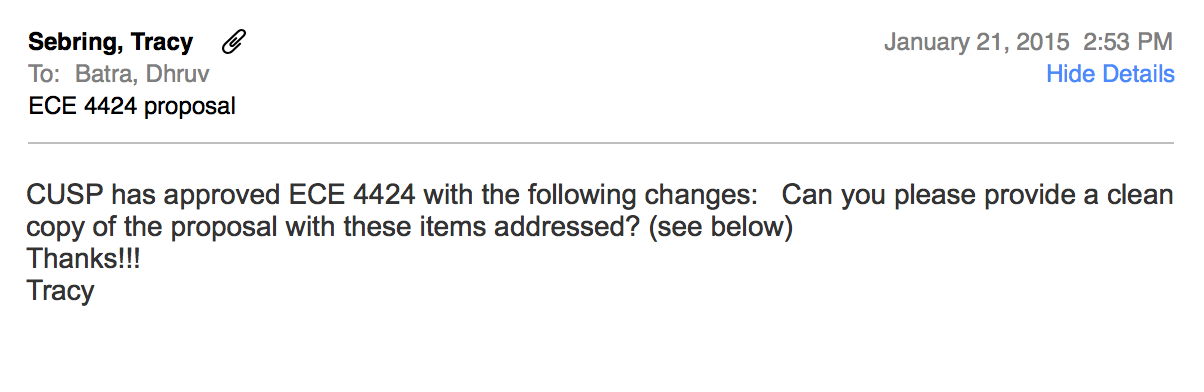 Sebring, Tracy January 21, 2015 2:53 PM
To: Batra, Dhruv Hide Details
ECE 4424 proposal
CUSP has approved ECE 4424 with the following changes:   Can you please provide a clean
copy of the proposal with these items addressed? (see below)
Thanks!!!
Tracy